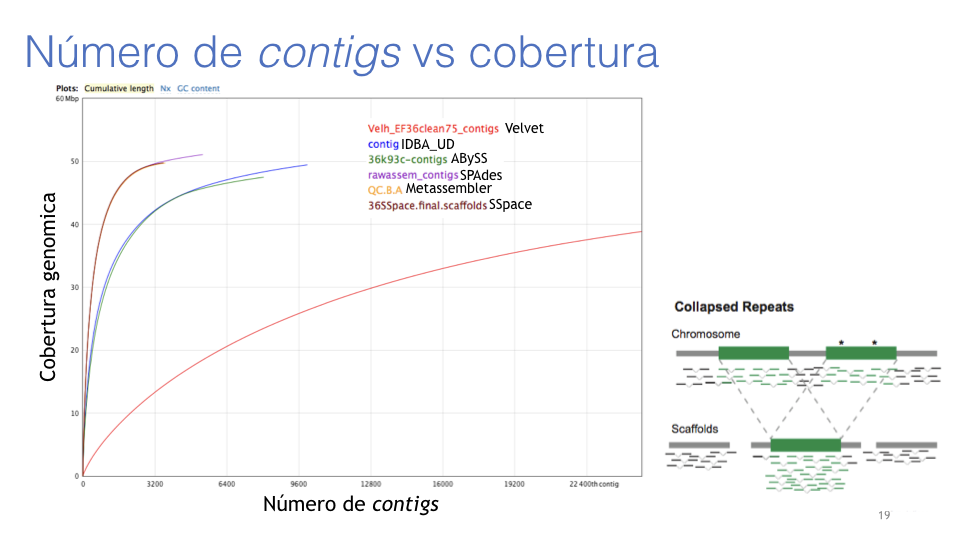 Número de contigs vs cobertura
Plots: Cumulative length Nx GC content
60 Mbp
50
40
30
20
10
0
Cobertura genomica
Velh_EF36clean75_contigs Velvet
contig IDBA_UD
36k93c-contigs ABySS
rawassem_contigs SPAdes
QC.B.A Metassembler
36SSpace.final.scaffolds SSpace
0 3200 6400 9600 12800 16000 19200 22 400th contig
Número de contigs
Collapsed Repeats
Chromosome
* *
Scaffolds
19